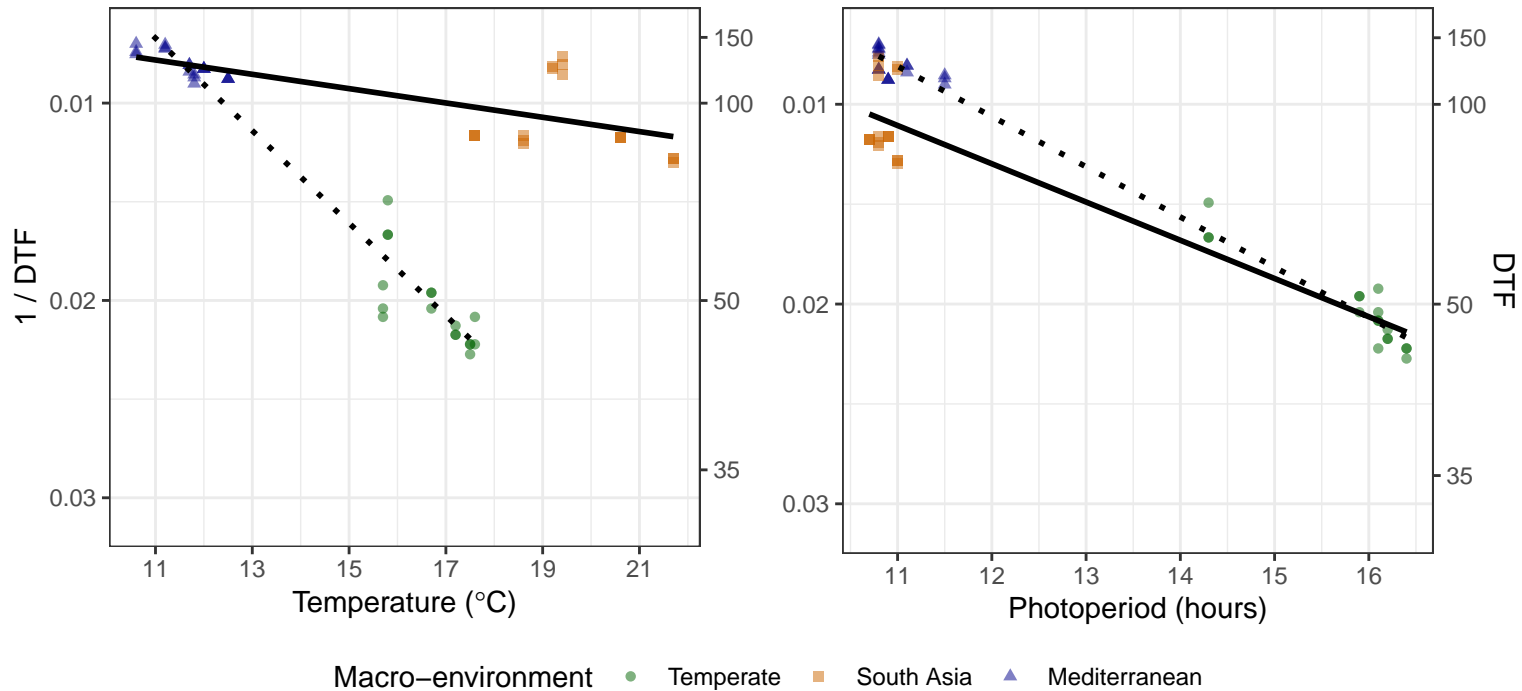 1 / DTF
0.01
0.02
0.03
150
100
50
35
11 13 15 17 19 21
Temperature (°C)
0.01
0.02
0.03
150
100
50
35
DTF
11 12 13 14 15 16
Photoperiod (hours)
Macro−environment Temperate South Asia Mediterranean